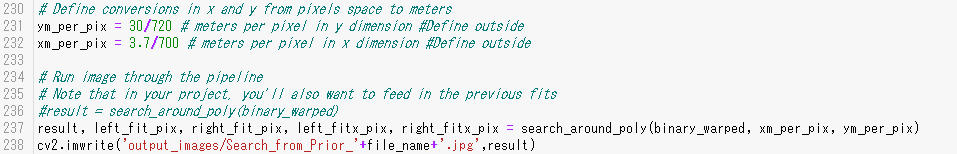 230 # Define conversions in x and y from pixels space to meters
231 ym_per_pix = 30/720 # meters per pixel in y dimension #Define outside
232 xm_per_pix = 3.7/700 # meters per pixel in x dimension #Define outside
233
234 # Run image through the pipeline
235 # Note that in your project, you'll also want to feed in the previous fits
236 #result = search_around_poly(binary_warped)
237 result, left_fit_pix, right_fit_pix, left_fitx_pix, right_fitx_pix = search_around_poly(binary_warped, xm_per_pix, ym_per_pix)
238 cv2.imwrite('output_images/Search_from_Prior_'+file_name+'.jpg',result)